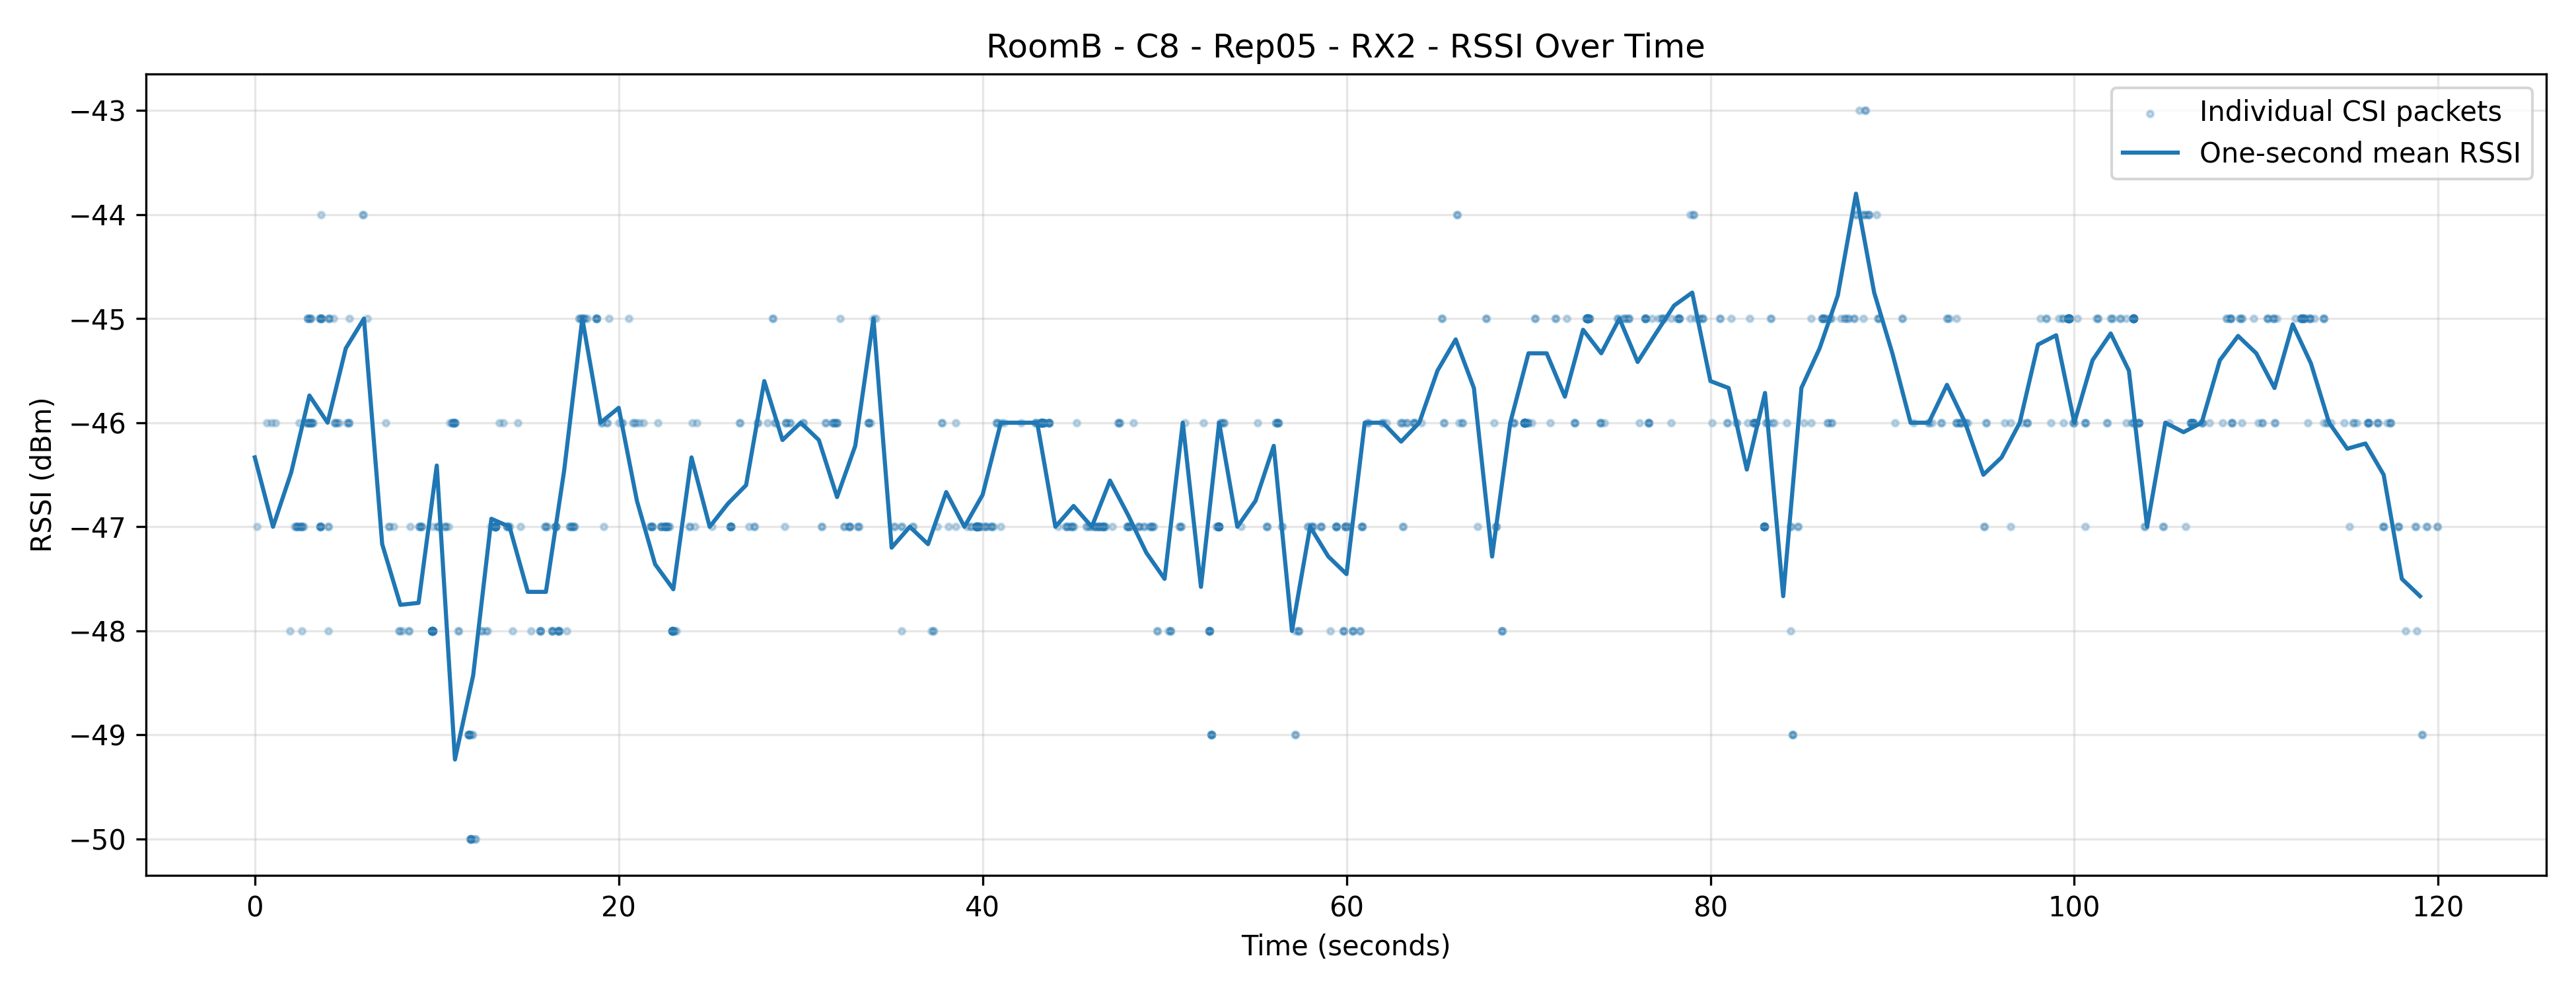 RoomB - C8 - Rep05 - RX2 - RSSI Over Time
−43
−44
−45
−46
−47
−48
−49
−50
RSSI (dBm)
Individual CSI packets
One-second mean RSSI
0 20 40 60 80 100 120
Time (seconds)